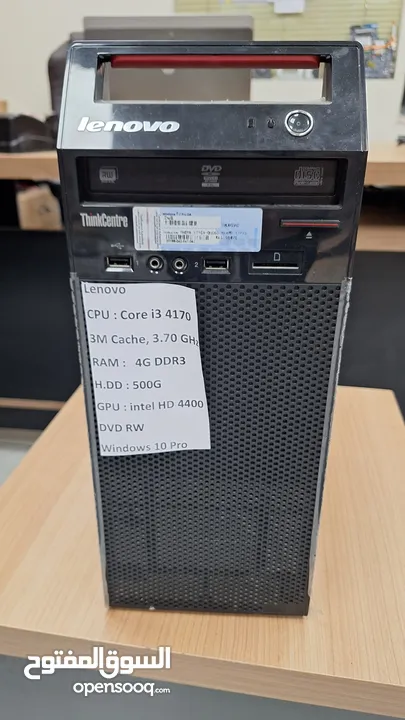 lenovo
DVD
ThinkCentre
2
Lenovo
CPU : Core i3 4170
3M Cache, 3.70 GHz
RAM : 4G DDR3
H.DD : 500G
GPU : intel HD 4400
DVD RW
Windows 10 Pro
السوق المفتوح
opensooq.com